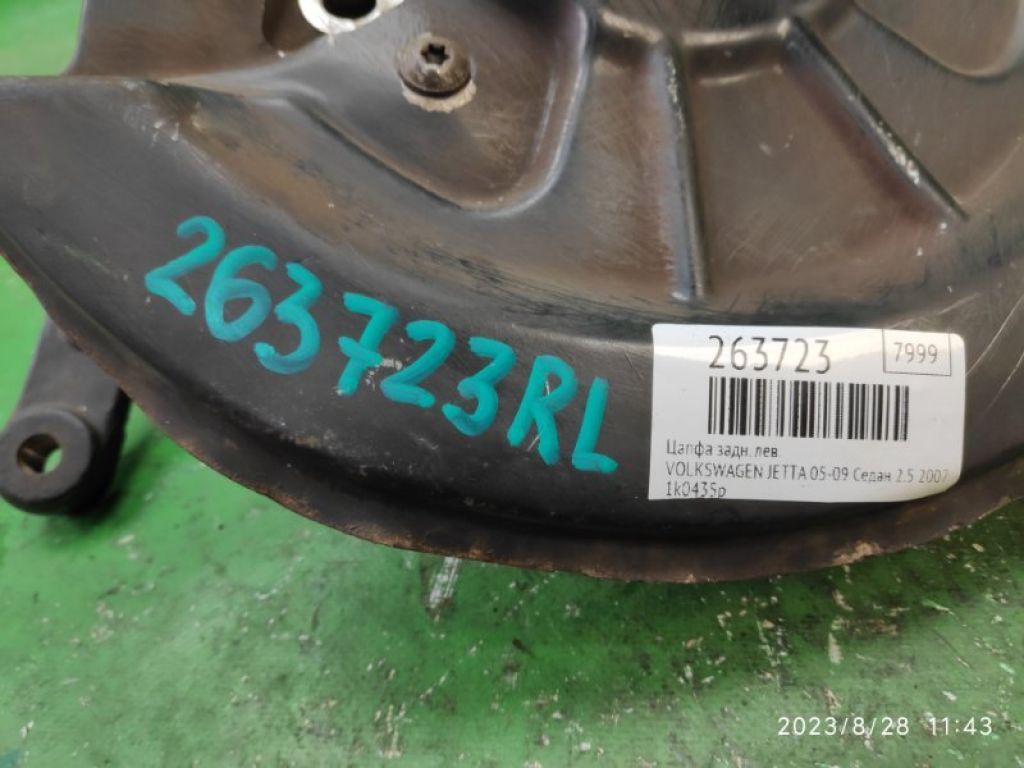 263723RL
263723
7999
Цапфа задн. лев.
VOLKSWAGEN JETTA 05-09 Седан 2.5 2007
1k0435p
2023/8/28 11:43